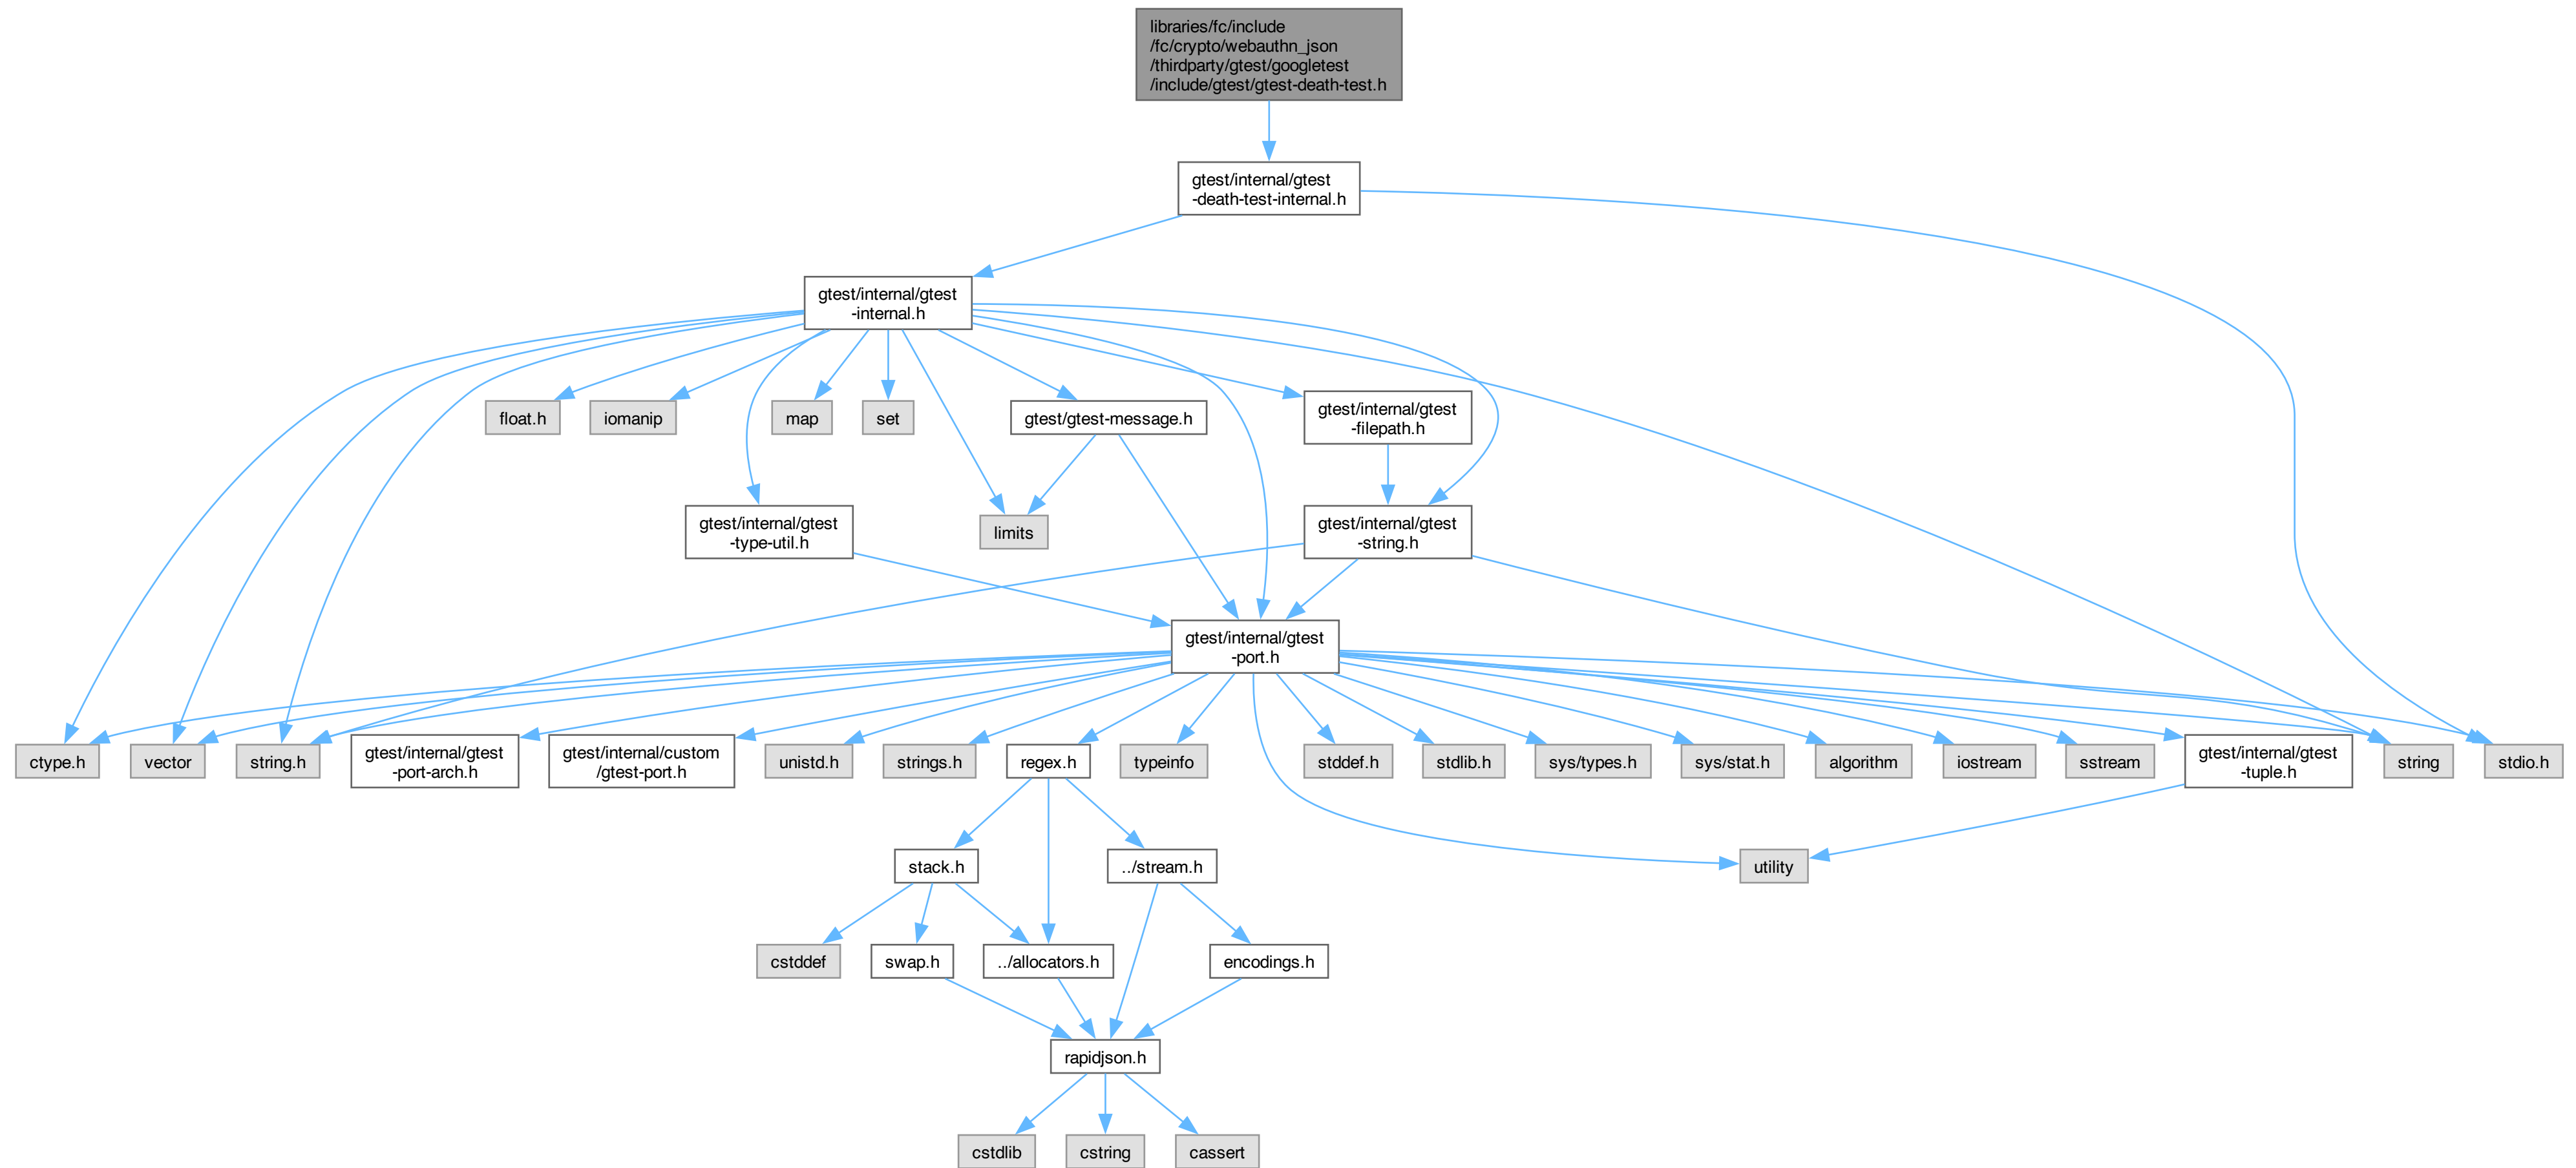 libraries/fc/include
/fc/crypto/webauthn_json
/thirdparty/gtest/googletest
/include/gtest/gtest-death-test.h
gtest/internal/gtest
-death-test-internal.h
gtest/internal/gtest
-internal.h
float.h
iomanip
map
set
gtest/gtest-message.h
gtest/internal/gtest
-filepath.h
gtest/internal/gtest
-type-util.h
limits
gtest/internal/gtest
-string.h
gtest/internal/gtest
-port.h
ctype.h
vector
string.h
gtest/internal/gtest
-port-arch.h
gtest/internal/custom
/gtest-port.h
unistd.h
strings.h
regex.h
typeinfo
stddef.h
stdlib.h
sys/types.h
sys/stat.h
algorithm
iostream
sstream
gtest/internal/gtest
-tuple.h
string
stdio.h
stack.h
../stream.h
utility
cstddef
swap.h
../allocators.h
encodings.h
rapidjson.h
cstdlib
cstring
cassert